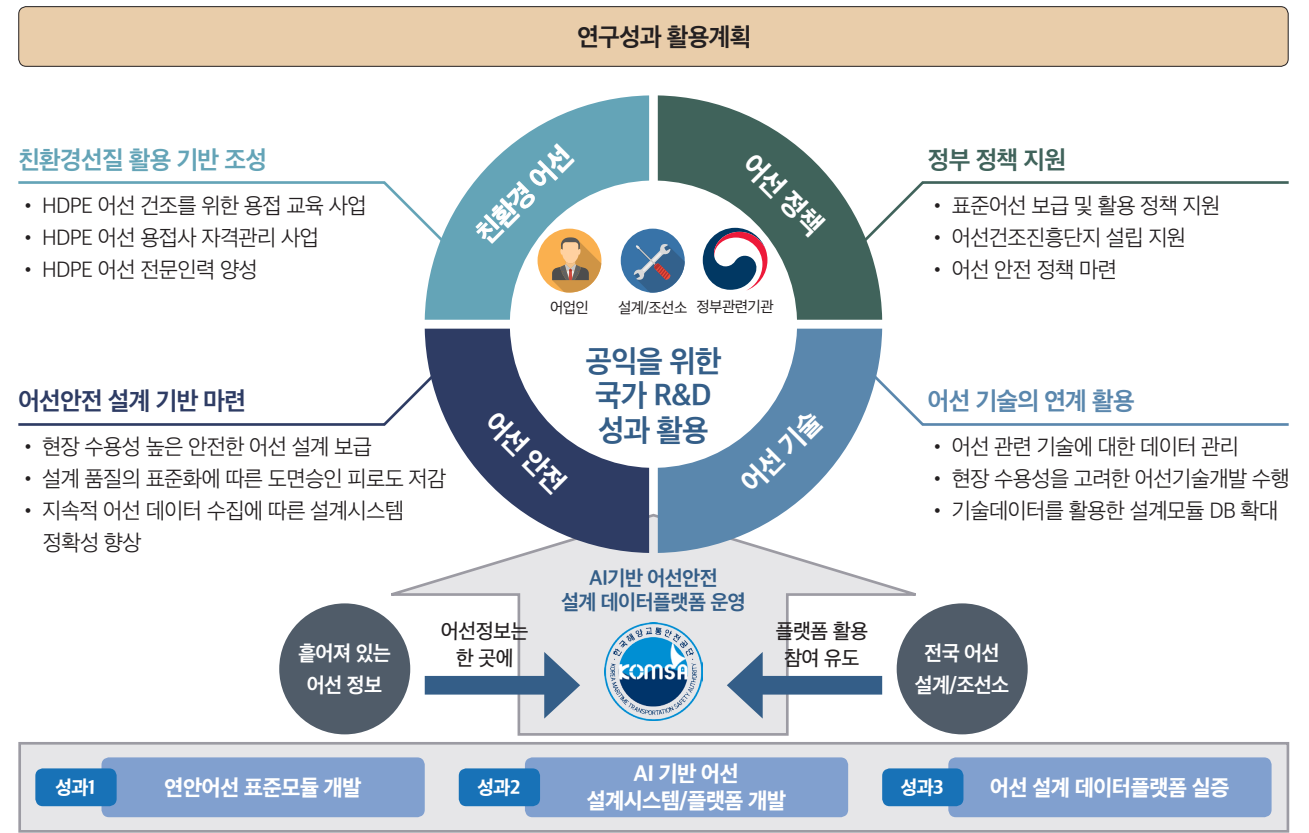 연구성과 활용계획
친환경선질 활용 기반 조성
• HDPE 어선 건조를 위한 용접 교육 사업
• HDPE 어선 용접사 자격관리 사업
• HDPE 어선 전문인력 양성
정부 정책 지원
• 표준어선 보급 및 활용 정책 지원
• 어선건조진흥단지 설립 지원
• 어선 안전 정책 마련
친환경 어선
어선 정책
어업인
설계/조선소
정부관련기관
공익을 위한
국가 R&D
성과 활용
어선 안전
어선 기술
어선안전 설계 기반 마련
• 현장 수용성 높은 안전한 어선 설계 보급
• 설계 품질의 표준화에 따른 도면승인 피로도 저감
• 지속적 어선 데이터 수집에 따른 설계시스템
정확성 향상
어선 기술의 연계 활용
• 어선 관련 기술에 대한 데이터 관리
• 현장 수용성을 고려한 어선기술개발 수행
• 기술데이터를 활용한 설계모듈 DB 확대
AI기반 어선안전
설계 데이터플랫폼 운영
흩어져 있는
어선 정보
어선정보는
한 곳에
한국해양교통안전공단
KOMSA
KOREA MARITIME TRANSPORTATION SAFETY AUTHORITY
플랫폼 활용
참여 유도
전국 어선
설계/조선소
성과1
연안어선 표준모듈 개발
성과2
AI 기반 어선
설계시스템/플랫폼 개발
성과3
어선 설계 데이터플랫폼 실증